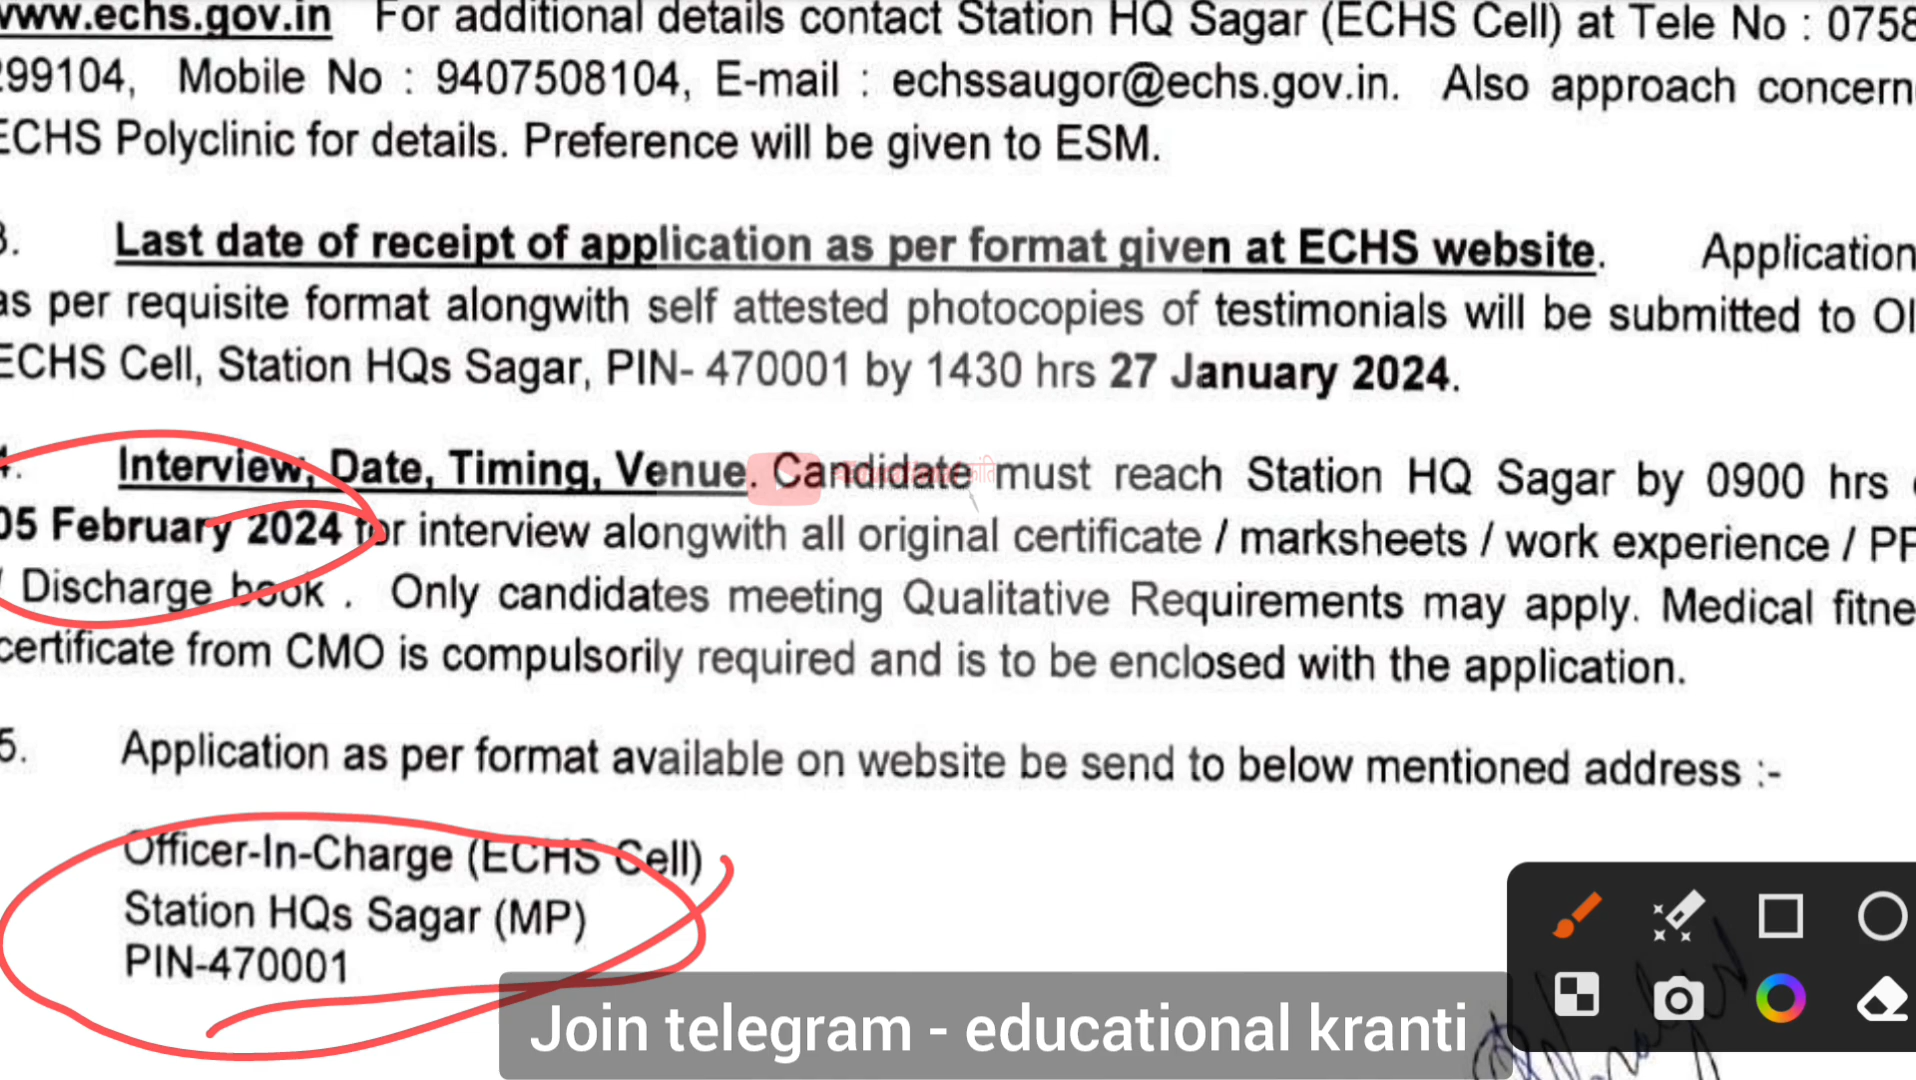 www.echs.gov.in For additional details contact Station HQ Sagar (ECHS Cell) at Tele No : 0758
299104, Mobile No : 9407508104, E-mail : echssaugor@echs.gov.in. Also approach concern
ECHS Polyclinic for details. Preference will be given to ESM.
3. Last date of receipt of application as per format given at ECHS website. Application
as per requisite format alongwith self attested photocopies of testimonials will be submitted to OI
ECHS Cell, Station HQs Sagar, PIN- 470001 by 1430 hrs 27 January 2024.
4. Interview, Date, Timing, Venue. Candidate must reach Station HQ Sagar by 0900 hrs
05 February 2024 for interview alongwith all original certificate / marksheets / work experience / PP
/ Discharge book . Only candidates meeting Qualitative Requirements may apply. Medical fitne
certificate from CMO is compulsorily required and is to be enclosed with the application.
5. Application as per format available on website be send to below mentioned address :-
Officer-In-Charge (ECHS Cell)
Station HQs Sagar (MP)
PIN-470001
Join telegram - educational kranti